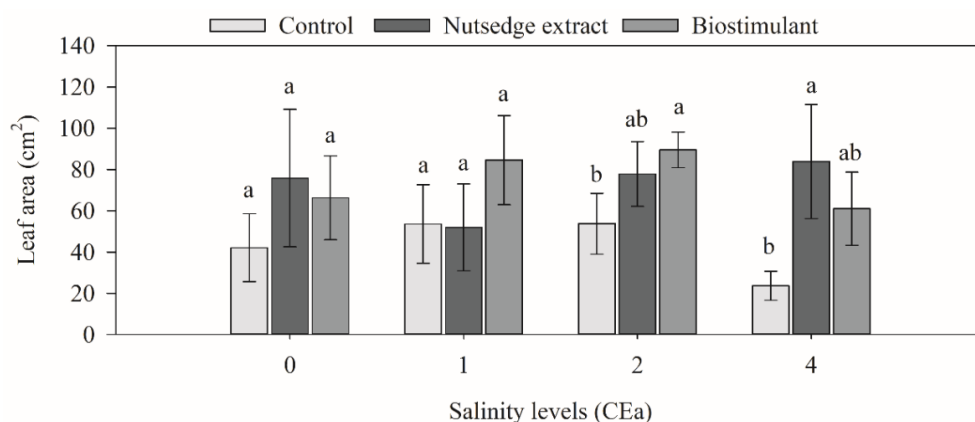 Control Nutsedge extract Biostimulant
140
120
100
80
60
40
20
0
Leaf area (cm²)
a a a
a a a
b ab a
b a ab
0 1 2 4
Salinity levels (CEa)